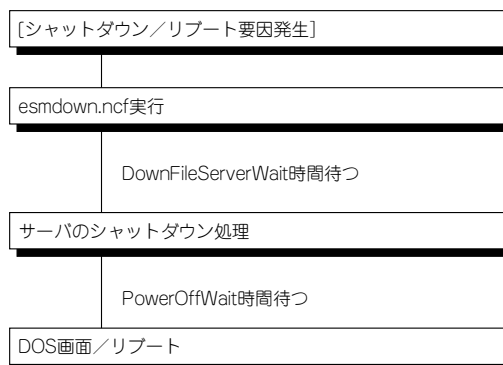 [シャットダウン／リブート要因発生]
esmdown.ncf実行
DownFileServerWait時間待つ
サーバのシャットダウン処理
PowerOffWait時間待つ
DOS画面／リブート